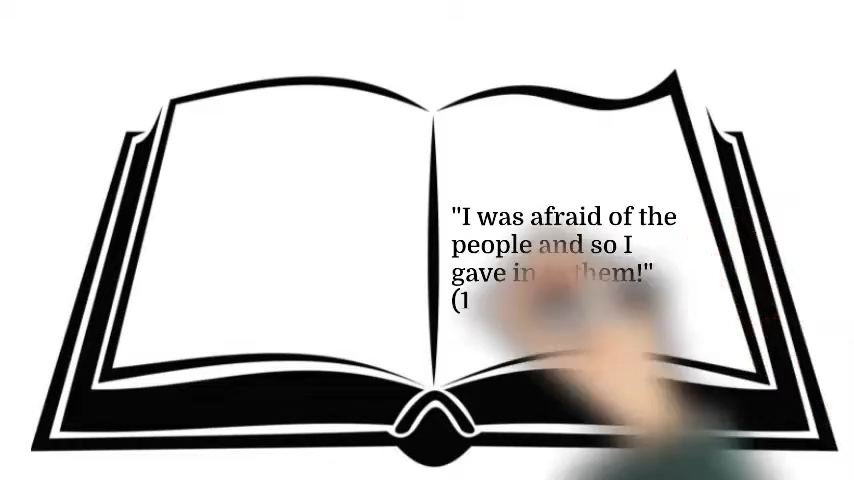 "I was afraid of the
people and so I
gave in them!"
(1